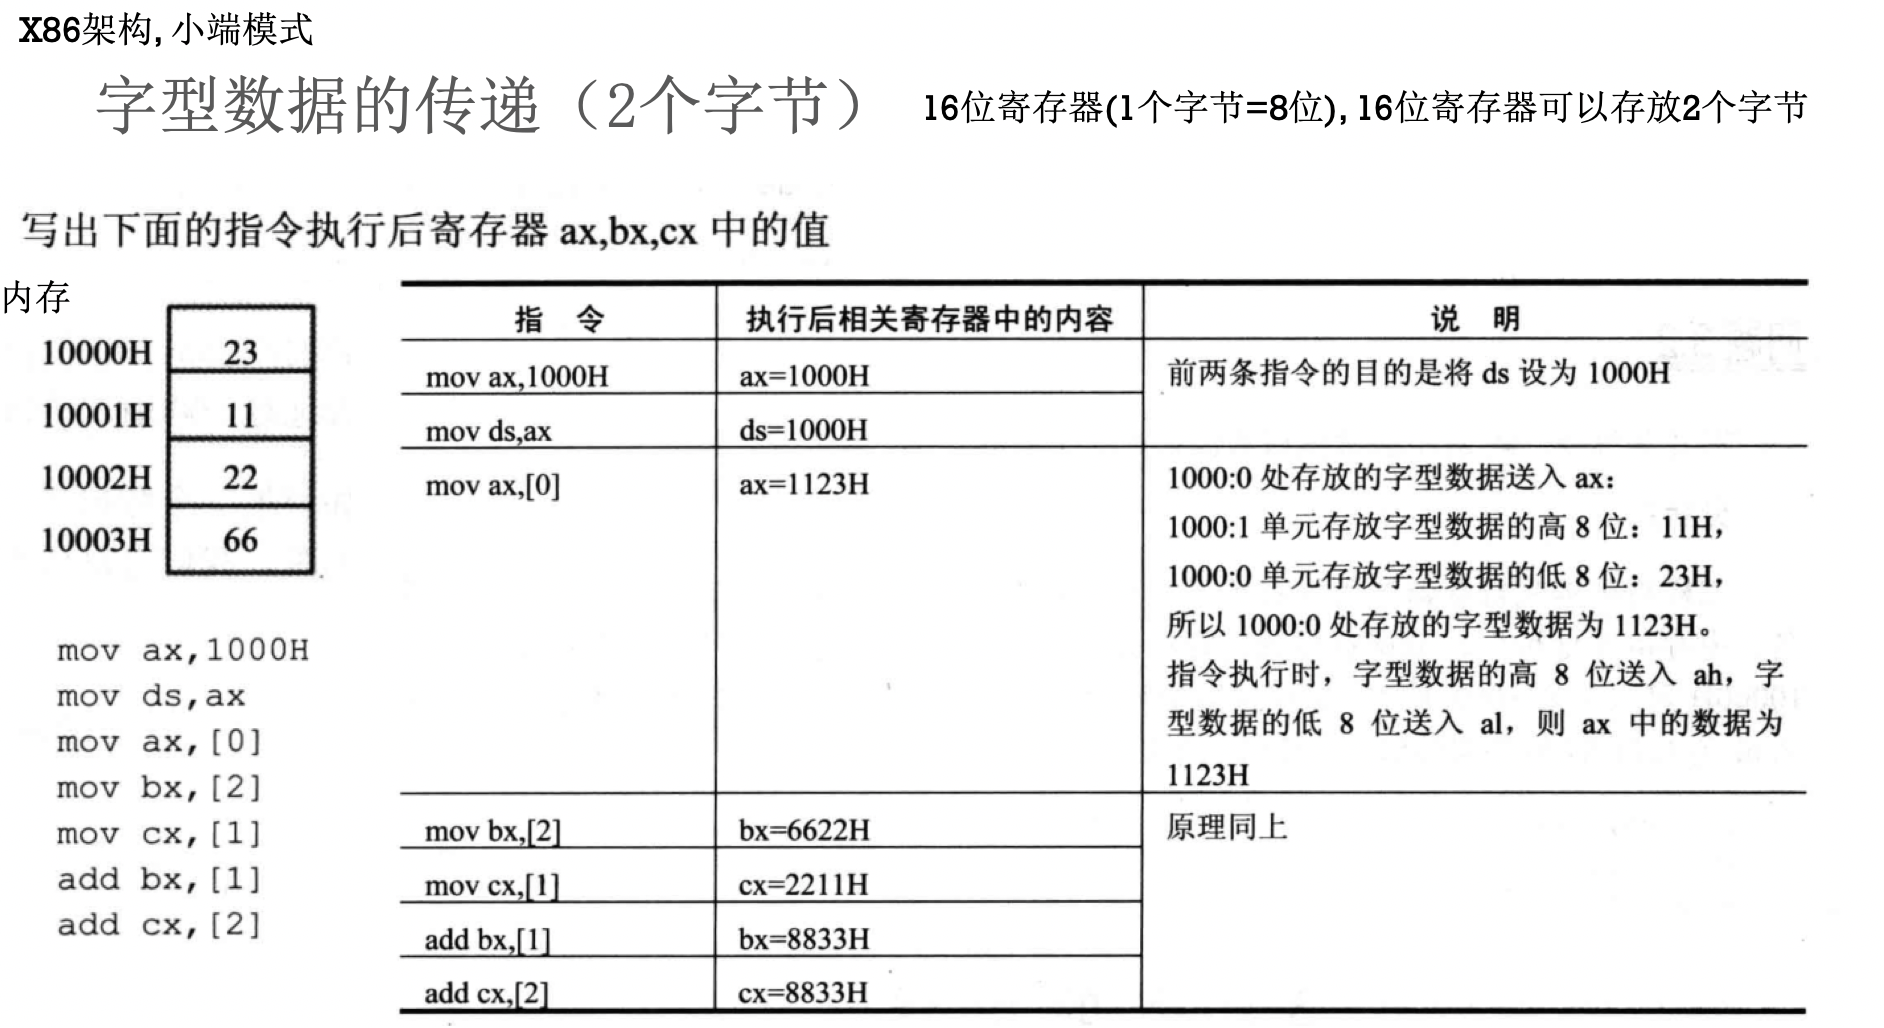 X86架构,小端模式
字型数据的传递（2个字节）
16位寄存器(1个字节=8位),16位寄存器可以存放2个字节
写出下面的指令执行后寄存器 ax,bx,cx 中的值
内存
10000H 23
10001H 11
10002H 22
10003H 66
mov ax,1000H
mov ds,ax
mov ax,[0]
mov bx,[2]
mov cx,[1]
add bx,[1]
add cx,[2]
指 令 执行后相关寄存器中的内容 说 明
mov ax,1000H ax=1000H 前两条指令的目的是将 ds 设为 1000H
mov ds,ax ds=1000H
mov ax,[0] ax=1123H 1000:0 处存放的字型数据送入 ax：
1000:1 单元存放字型数据的高 8 位：11H，
1000:0 单元存放字型数据的低 8 位：23H，
所以 1000:0 处存放的字型数据为 1123H。
指令执行时，字型数据的高 8 位送入 ah，字
型数据的低 8 位送入 al，则 ax 中的数据为
1123H
mov bx,[2] bx=6622H 原理同上
mov cx,[1] cx=2211H
add bx,[1] bx=8833H
add cx,[2] cx=8833H